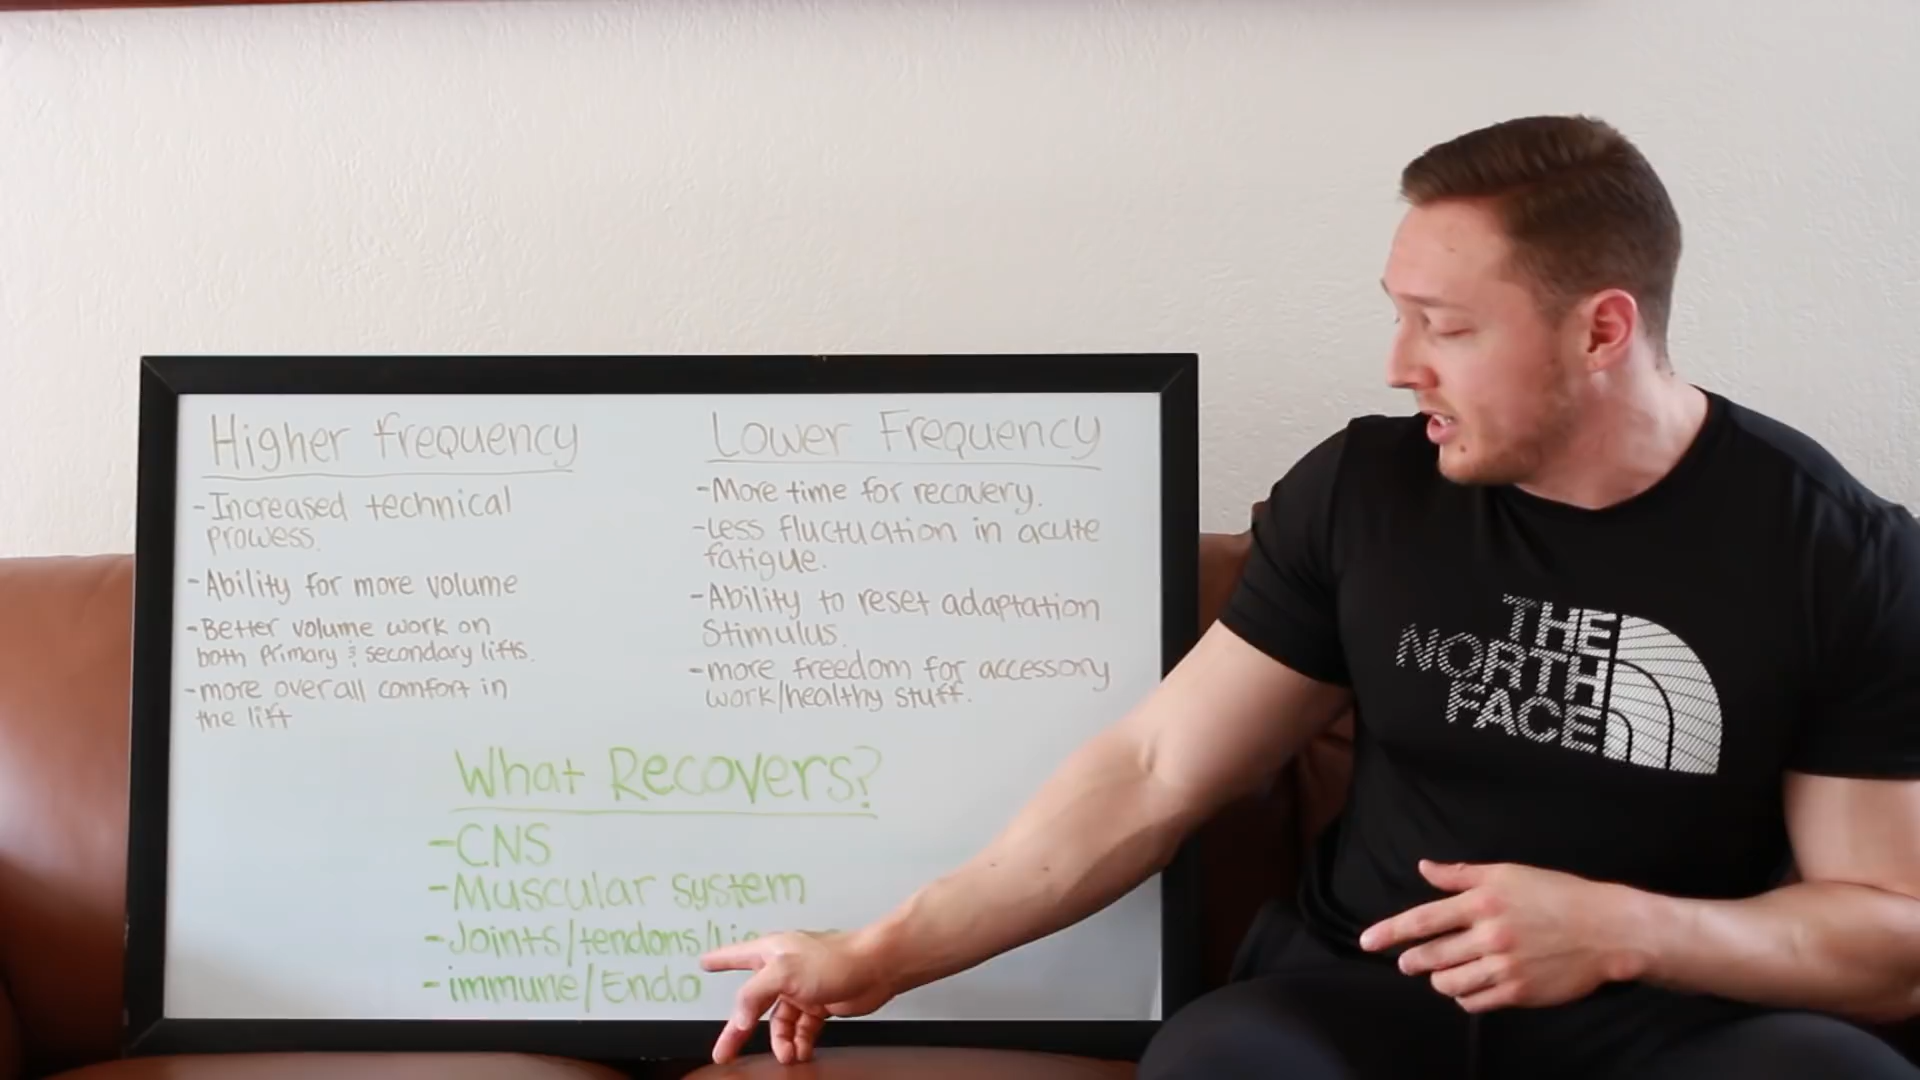 Higher frequency
-Increased technical
prowess.
-Ability for more volume
-Better volume work on
both Primary & secondary lifts.
-more overall comfort in
the lift
Lower Frequency
-More time for recovery.
-less fluctuation in acute
fatigue.
-Ability to reset adaptation
Stimulus.
-more freedom for accessory
work/healthy stuff.
What Recovers?
-CNS
-Muscular system
-Joints/tendons/
-immune/Endo
THE
NORTH
FACE